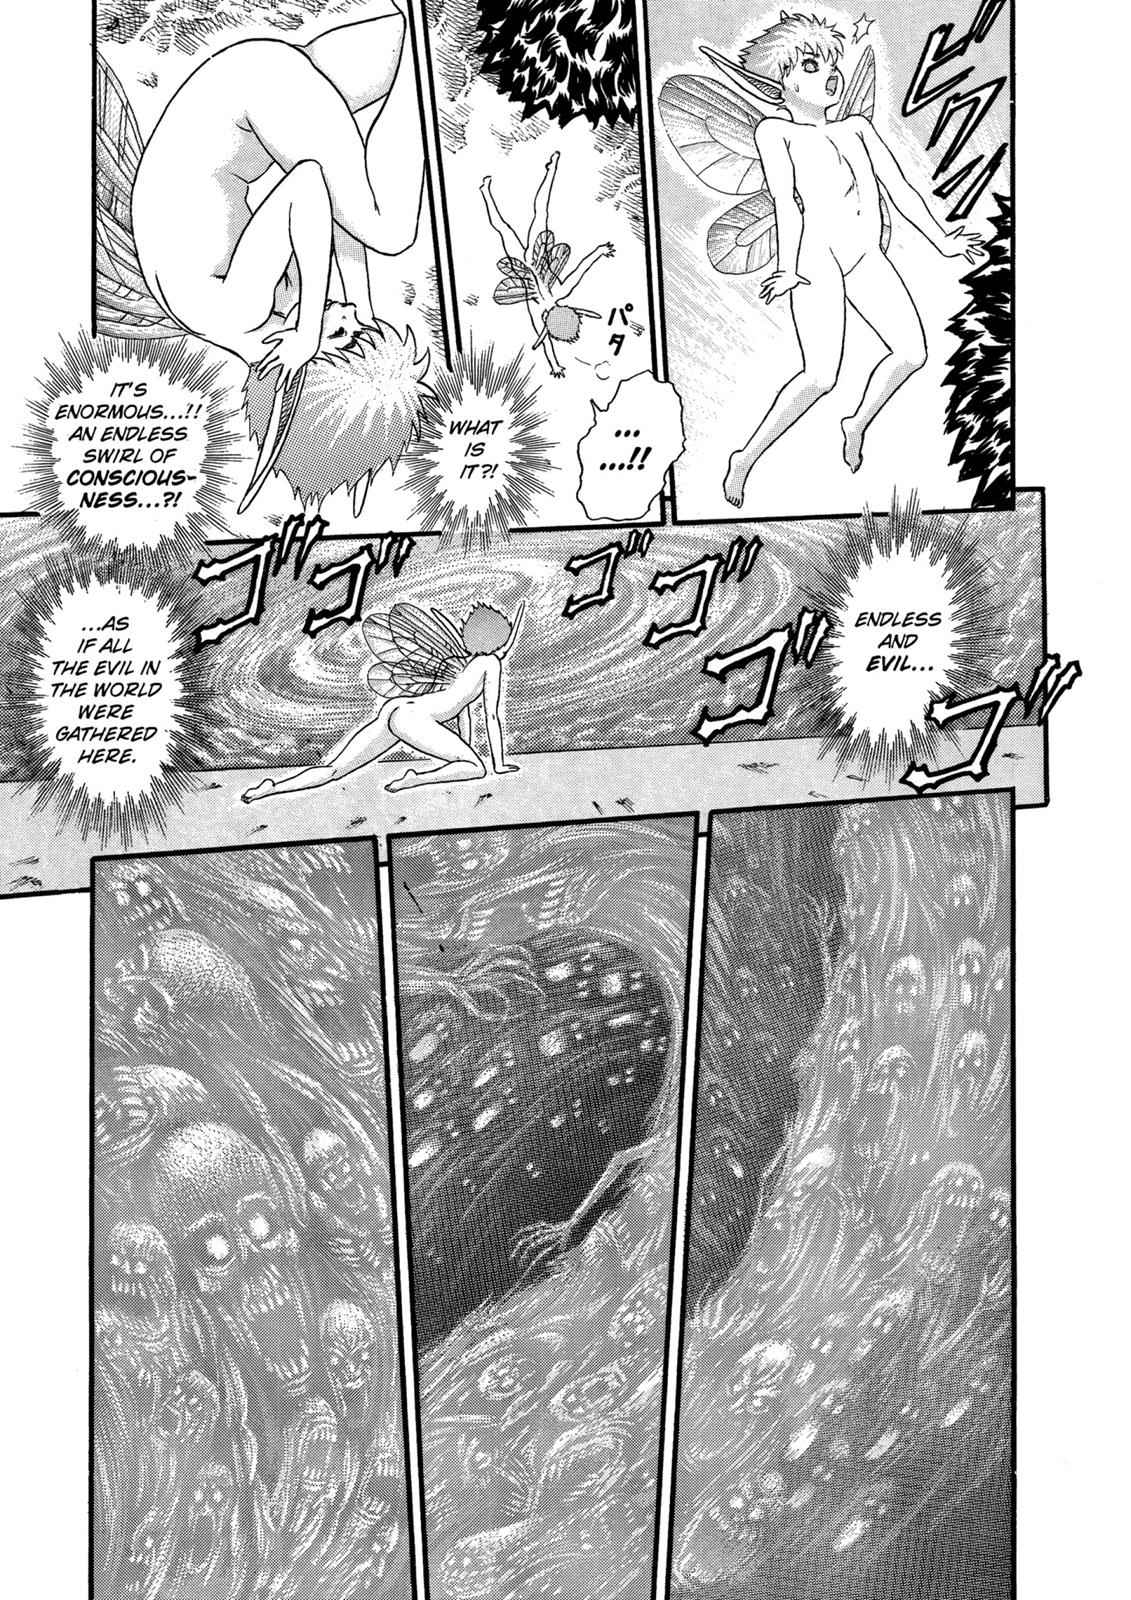 ビクッ
...
...!!
パタ
WHAT
IS
IT?!
IT'S
ENORMOUS...!!
AN ENDLESS
SWIRL OF
CONSCIOUS-
NESS...?!
ENDLESS
AND
EVIL...
ゴゴゴ
ゴゴ
ゴゴ
...AS
IF ALL
THE EVIL IN
THE WORLD
WERE
GATHERED
HERE.